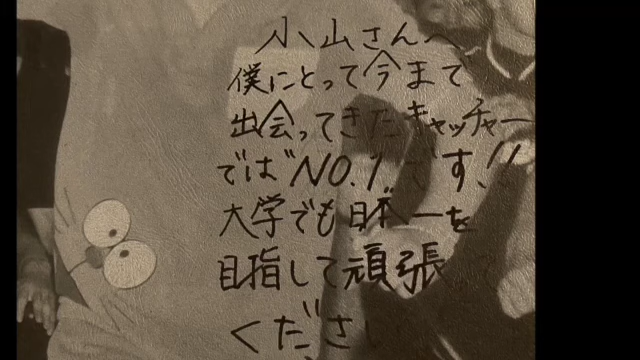 小山さんへ
僕にとって今まで
出会ってきたキャッチャー
では"NO.1"です!!
大学でも日本一を
目指して頑張って
ください